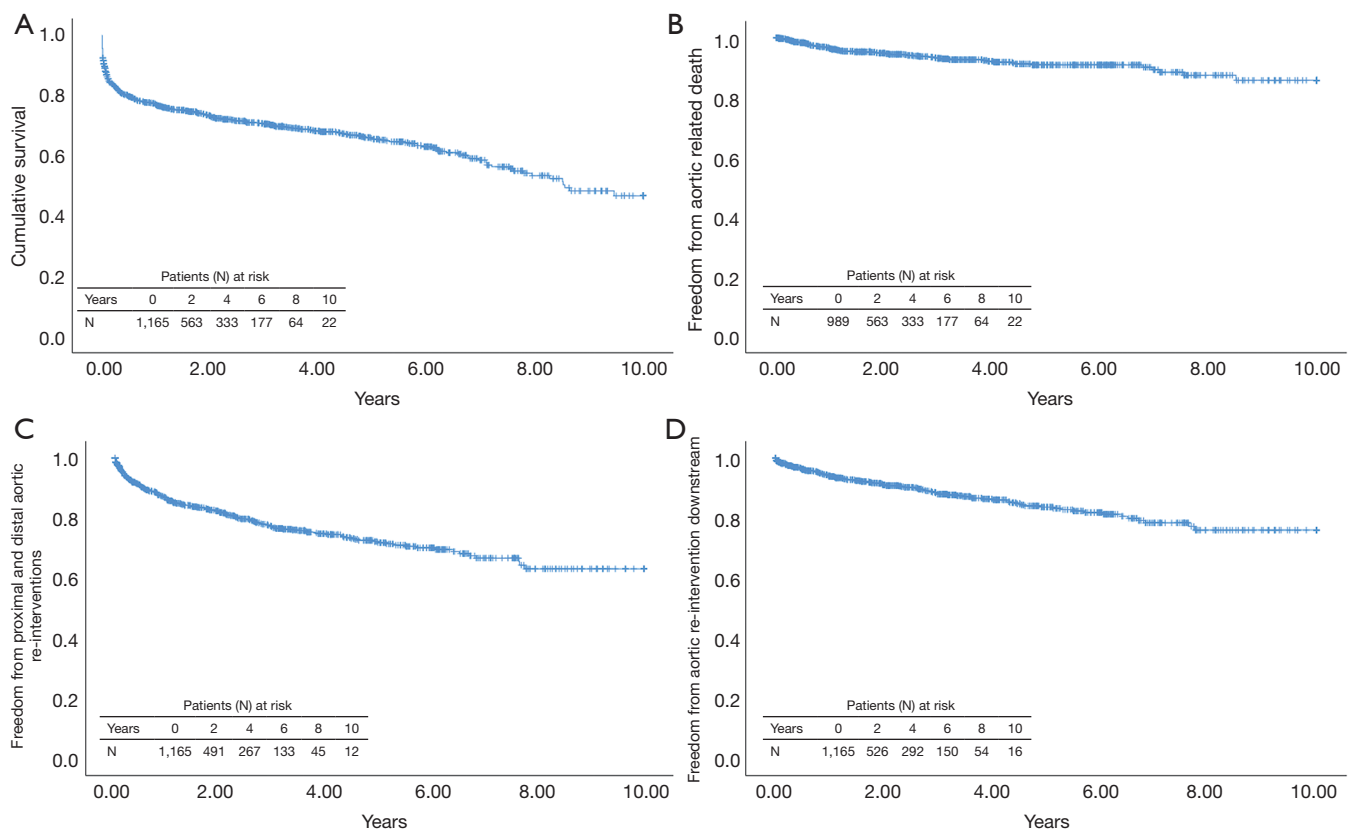 A
Cumulative survival
1.0
0.8
0.6
0.4
0.2
0.0
Patients (N) at risk
Years 0 2 4 6 8 10
N 1,165 563 333 177 64 22
0.00 2.00 4.00 6.00 8.00 10.00
Years
B
Freedom from aortic related death
1.0
0.8
0.6
0.4
0.2
0.0
Patients (N) at risk
Years 0 2 4 6 8 10
N 989 563 333 177 64 22
0.00 2.00 4.00 6.00 8.00 10.00
Years
C
Freedom from proximal and distal aortic
re-interventions
1.0
0.8
0.6
0.4
0.2
0.0
Patients (N) at risk
Years 0 2 4 6 8 10
N 1,165 491 267 133 45 12
0.00 2.00 4.00 6.00 8.00 10.00
Years
D
Freedom from aortic re-intervention downstream
1.0
0.8
0.6
0.4
0.2
0.0
Patients (N) at risk
Years 0 2 4 6 8 10
N 1,165 526 292 150 54 16
0.00 2.00 4.00 6.00 8.00 10.00
Years